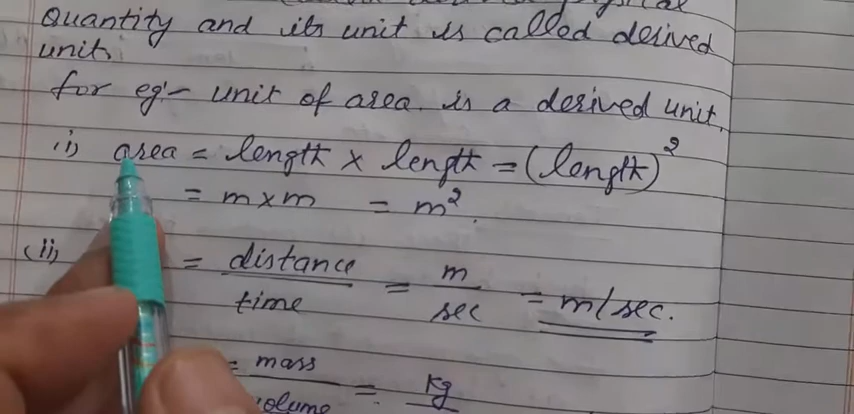 Quantity and its unit is called derived
unit.
for eg:- unit of area. is a derived unit.
(i) area = length × length = (length)²
= m×m = m².
(ii) = distance/time = m/sec = m/sec.
= mass/volume = kg